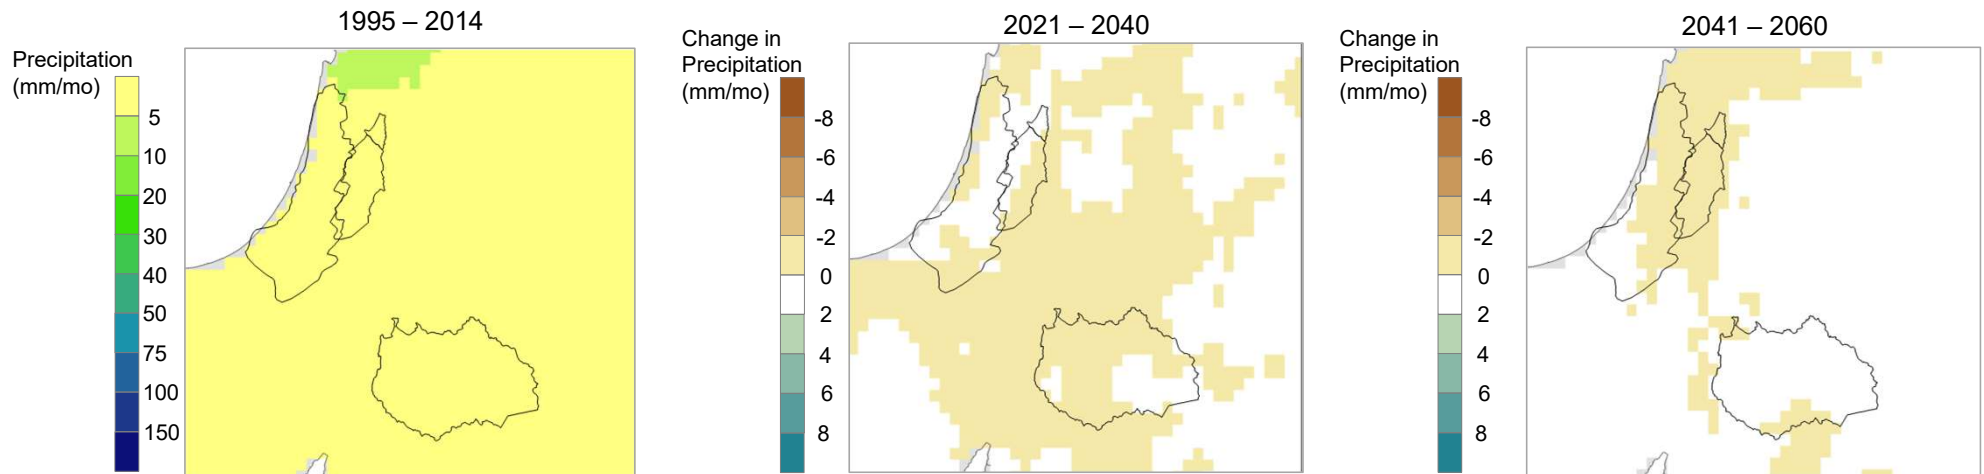 1995 – 2014
Precipitation
(mm/mo)
5
10
20
30
40
50
75
100
150
2021 – 2040
Change in
Precipitation
(mm/mo)
-8
-6
-4
-2
0
2
4
6
8
2041 – 2060
Change in
Precipitation
(mm/mo)
-8
-6
-4
-2
0
2
4
6
8